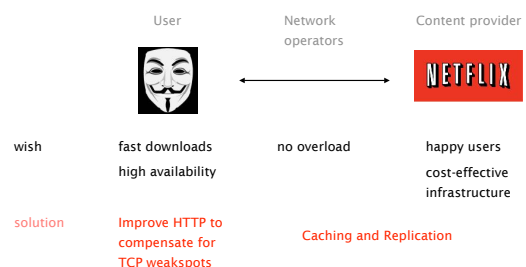 User
Network
operators
Content provider
NETFLIX
wish
fast downloads
high availability
no overload
happy users
cost-effective
infrastructure
solution
Improve HTTP to
compensate for
TCP weakspots
Caching and Replication